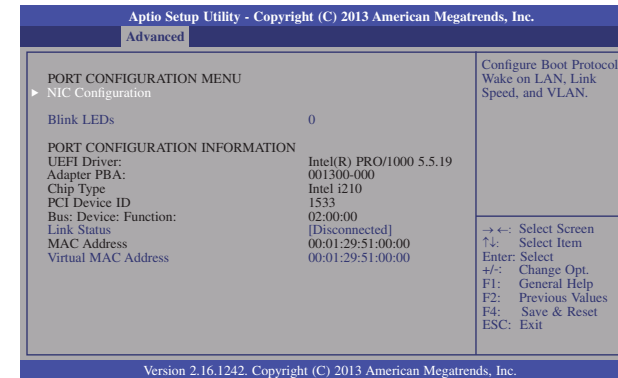 Aptio Setup Utility - Copyright (C) 2013 American Megatrends, Inc.
Advanced
PORT CONFIGURATION MENU
► NIC Configuration
Blink LEDs 0
PORT CONFIGURATION INFORMATION
UEFI Driver: Intel(R) PRO/1000 5.5.19
Adapter PBA: 001300-000
Chip Type Intel i210
PCI Device ID 1533
Bus: Device: Function: 02:00:00
Link Status [Disconnected]
MAC Address 00:01:29:51:00:00
Virtual MAC Address 00:01:29:51:00:00
Configure Boot Protocol
Wake on LAN, Link
Speed, and VLAN.
→←: Select Screen
↑↓: Select Item
Enter: Select
+/-: Change Opt.
F1: General Help
F2: Previous Values
F4: Save & Reset
ESC: Exit
Version 2.16.1242. Copyright (C) 2013 American Megatrends, Inc.